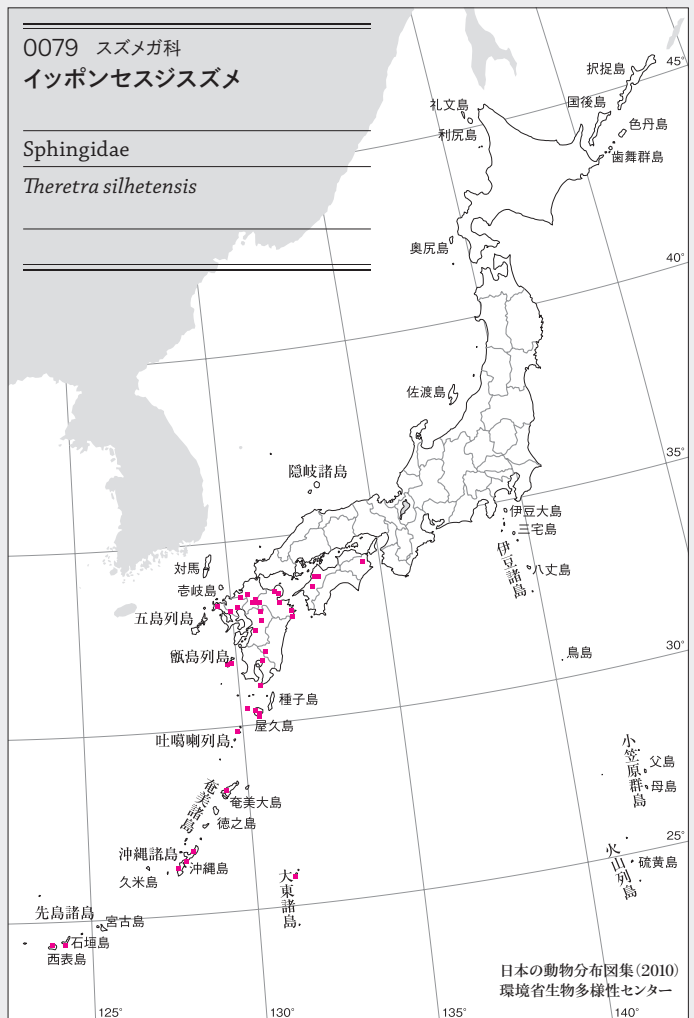 0079 スズメガ科
イッポンセスジスズメ
Sphingidae
Theretra silhetensis
45°
択捉島
礼文島
国後島
色丹島
利尻島
歯舞群島
奥尻島
40°
佐渡島
35°
隠岐諸島
伊豆大島
三宅島
伊豆諸島
八丈島
対馬
壱岐島
五島列島
甑島列島
鳥島
30°
種子島
屋久島
吐噶喇列島
小笠原群島
父島
母島
奄美諸島
奄美大島
徳之島
25°
沖縄諸島
沖縄島
久米島
大東諸島
火山列島
硫黄島
先島諸島
宮古島
石垣島
西表島
日本の動物分布図集(2010)
環境省生物多様性センター
125°
130°
135°
140°